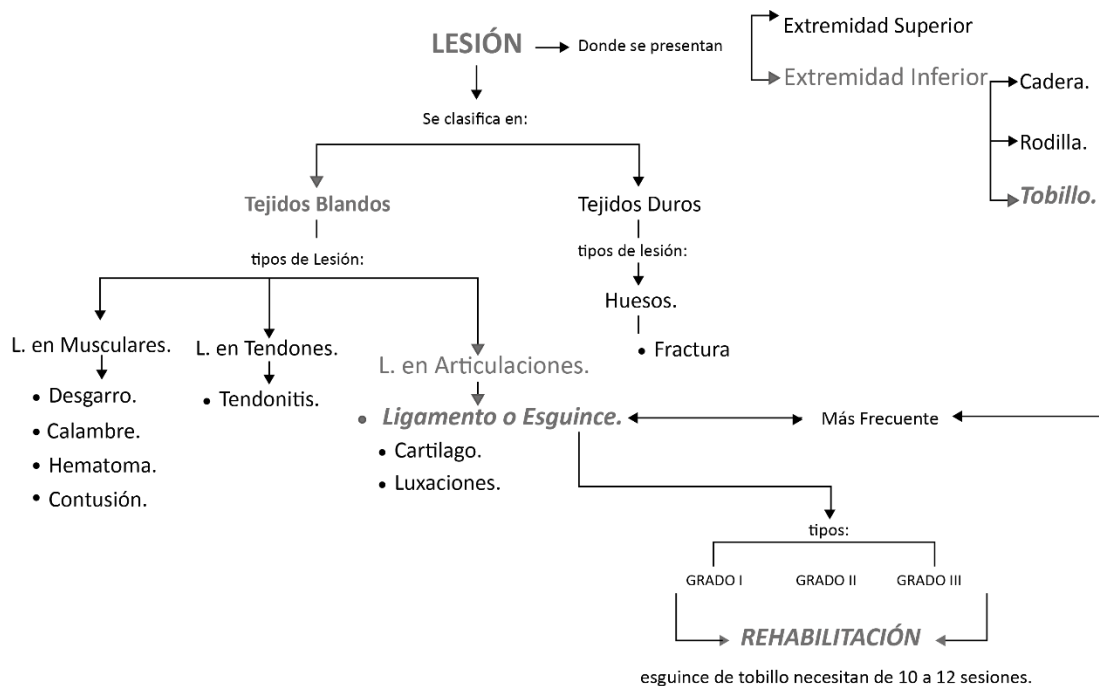 LESIÓN
Donde se presentan
Extremidad Superior
Extremidad Inferior
Cadera.
Rodilla.
Tobillo.
Se clasifica en:
Tejidos Blandos
Tejidos Duros
tipos de Lesión:
tipos de lesión:
Huesos.
• Fractura
L. en Musculares.
• Desgarro.
• Calambre.
• Hematoma.
• Contusión.
L. en Tendones.
• Tendonitis.
L. en Articulaciones.
• Ligamento o Esguince.
• Cartilago.
• Luxaciones.
Más Frecuente
tipos:
GRADO I
GRADO II
GRADO III
REHABILITACIÓN
esguince de tobillo necesitan de 10 a 12 sesiones.